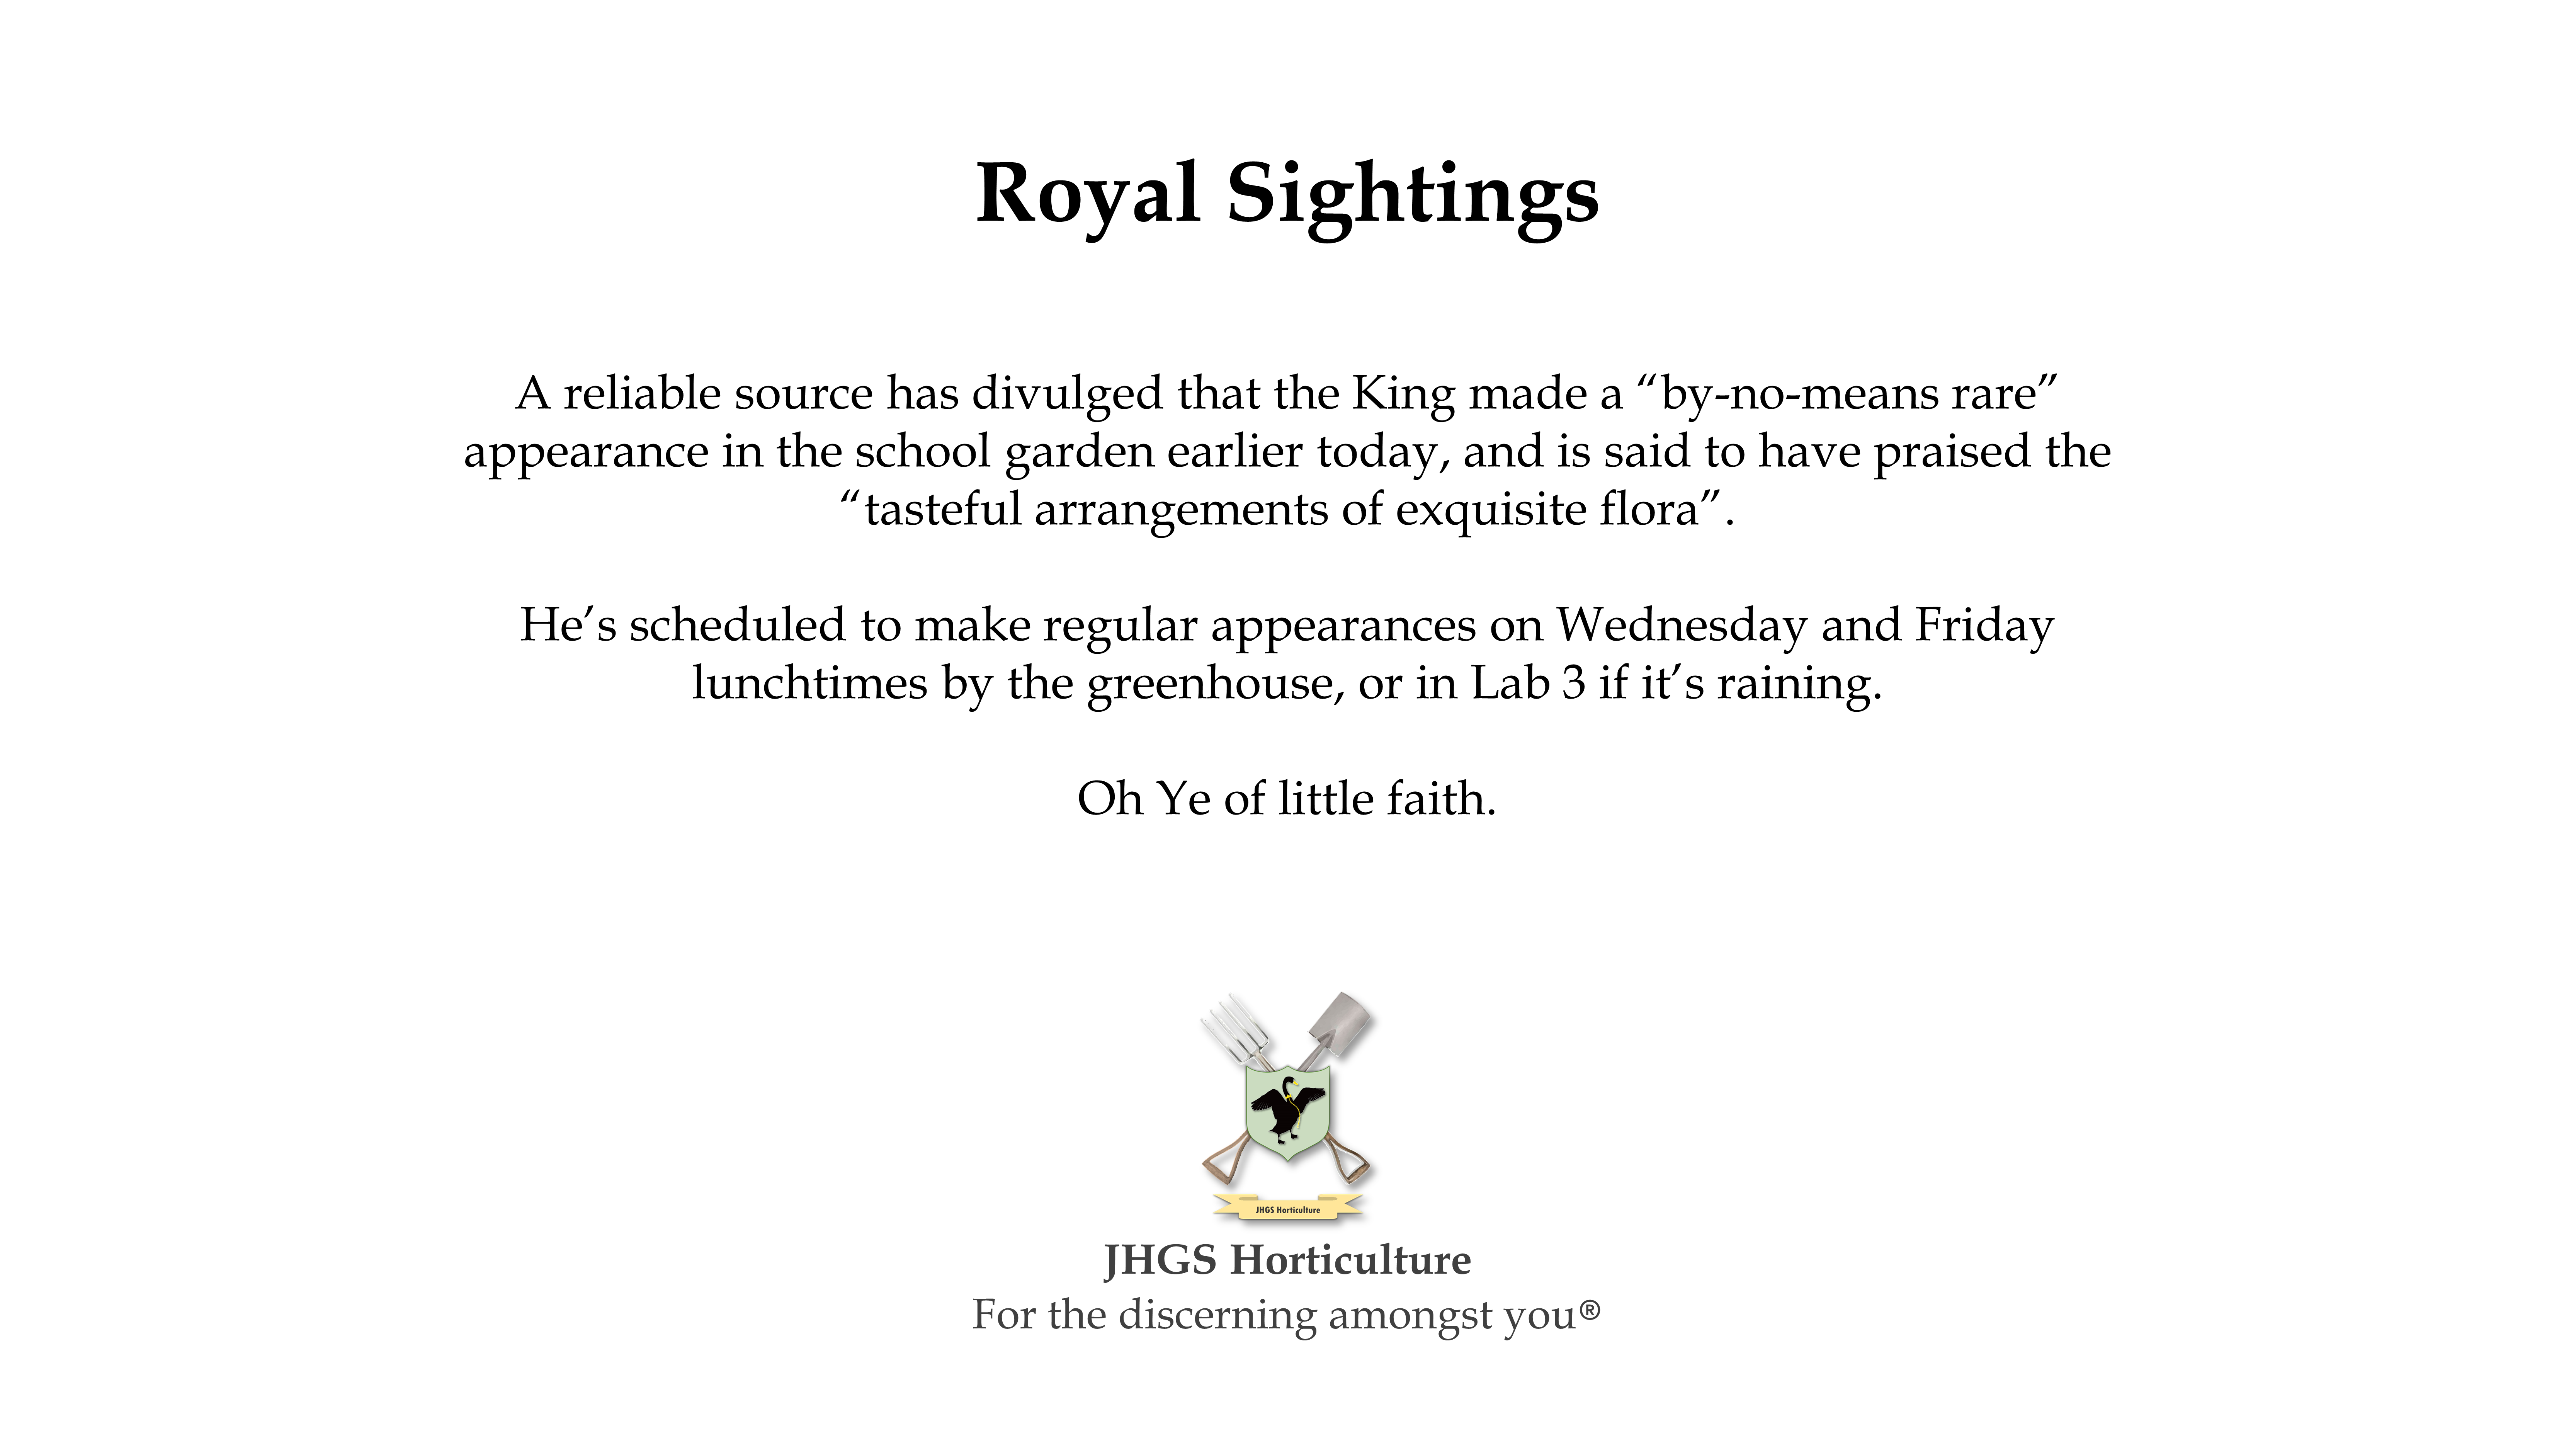 Royal Sightings
A reliable source has divulged that the King made a “by-no-means rare”
appearance in the school garden earlier today, and is said to have praised the
“tasteful arrangements of exquisite flora”.
He’s scheduled to make regular appearances on Wednesday and Friday
lunchtimes by the greenhouse, or in Lab 3 if it’s raining.
Oh Ye of little faith.
JHGS Horticulture
JHGS Horticulture
For the discerning amongst you®